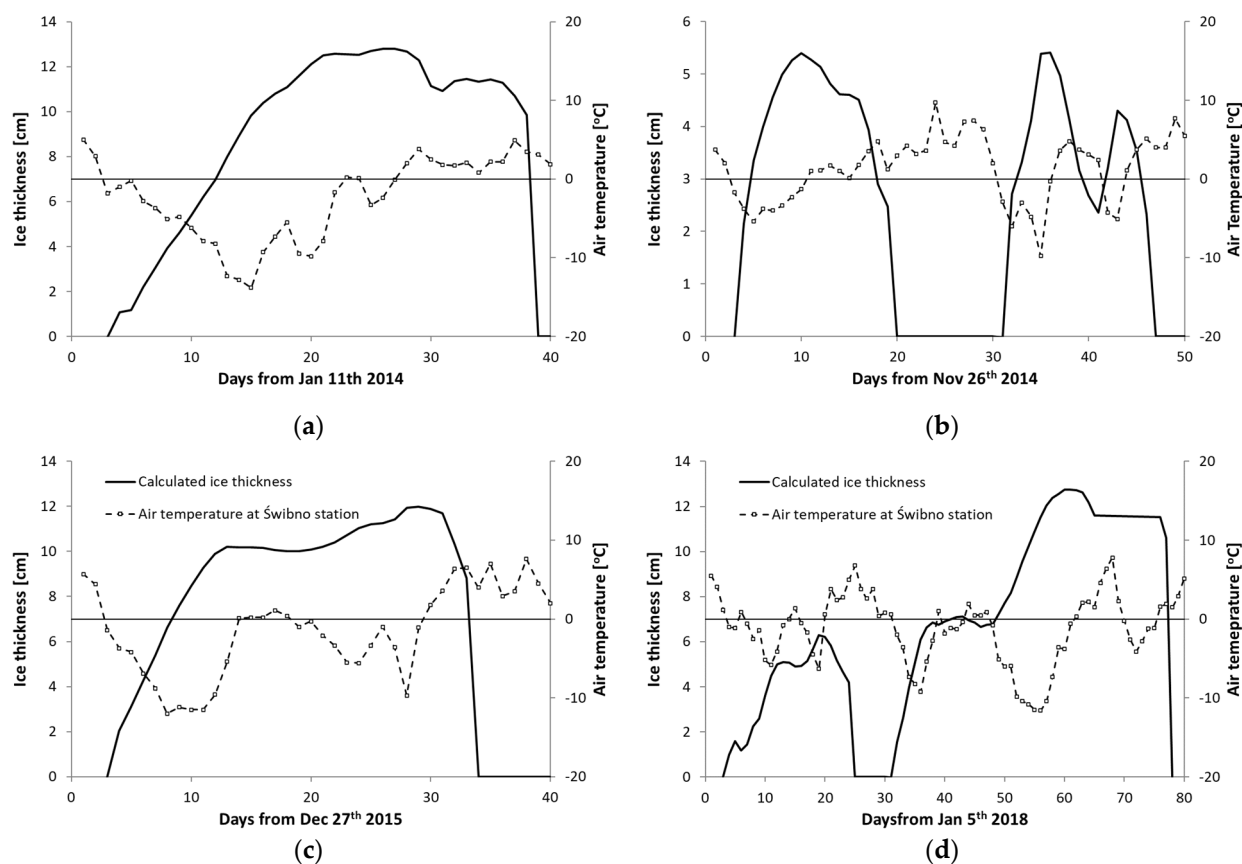 14
12
10
8
6
4
2
0
Ice thickness [cm]
20
10
0
-10
-20
Air temeprature [°C]
0 10 20 30 40
Days from Jan 11th 2014
(a)
6
5
4
3
2
1
0
Ice thickness [cm]
20
10
0
-10
-20
Air Temperature [°C]
0 10 20 30 40 50
Days from Nov 26th 2014
(b)
14
12
10
8
6
4
2
0
Ice thickness [cm]
Calculated ice thickness
Air temperature at Świbno station
20
10
0
-10
-20
Air temeprature [°C]
0 10 20 30 40
Days from Dec 27th 2015
(c)
14
12
10
8
6
4
2
0
Ice thickness [cm]
Calculated ice thickness
Air temperature at Świbno station
20
10
0
-10
-20
Air temeprature [°C]
0 10 20 30 40 50 60 70 80
Daysfrom Jan 5th 2018
(d)